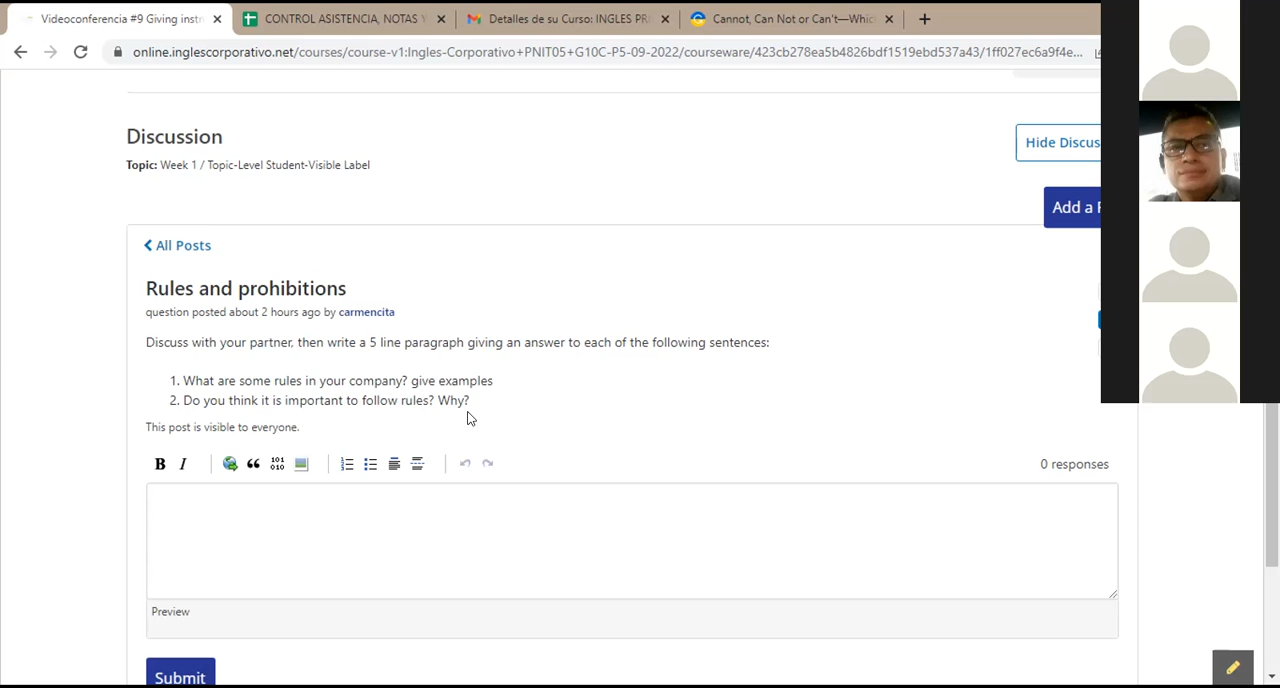 Videoconferencia #9 Giving instr
CONTROL ASISTENCIA, NOTAS Y
Detalles de su Curso: INGLES PRI
Cannot, Can Not or Can't—Whic
online.inglescorporativo.net/courses/course-v1:Ingles-Corporativo+PNIT05+G10C-P5-09-2022/courseware/423cb278ea5b4826bdf1519ebd537a43/1ff027ec6a9f4e...
Discussion
Hide Discus
Topic: Week 1 / Topic-Level Student-Visible Label
Add a P
All Posts
Rules and prohibitions
question posted about 2 hours ago by carmencita
Discuss with your partner, then write a 5 line paragraph giving an answer to each of the following sentences:
1. What are some rules in your company? give examples
2. Do you think it is important to follow rules? Why?
This post is visible to everyone.
B I
101
010
0 responses
Preview
Submit